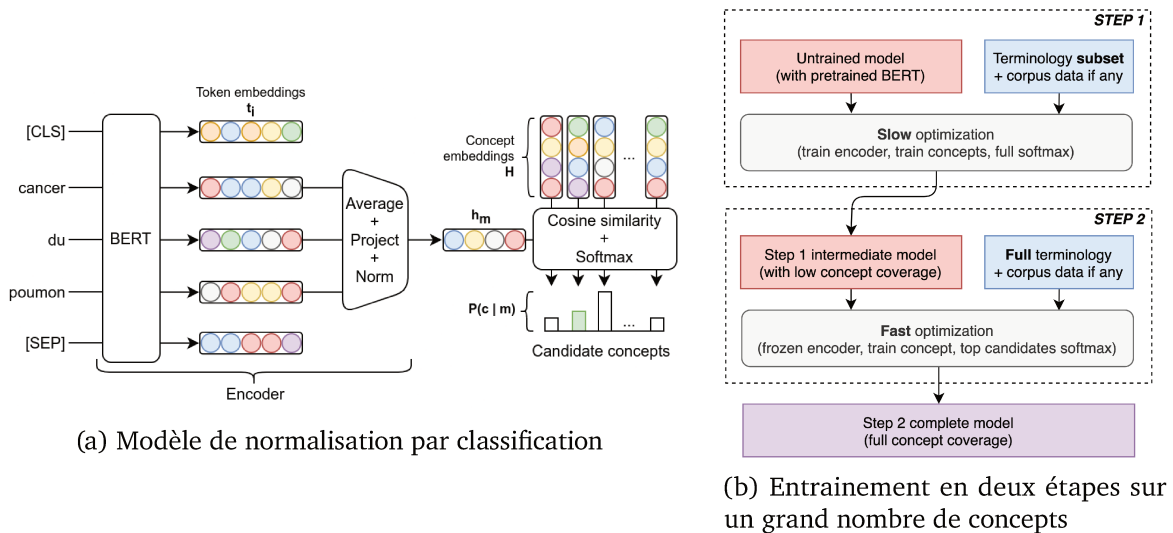 Token embeddings
t_i
[CLS]
cancer
du
poumon
[SEP]
BERT
Average
+
Project
+
Norm
Encoder
h_m
Concept
embeddings
H
...
Cosine similarity
+
Softmax
P(c | m)
...
Candidate concepts
(a) Modèle de normalisation par classification
STEP 1
Untrained model
(with pretrained BERT)
Terminology subset
+ corpus data if any
Slow optimization
(train encoder, train concepts, full softmax)
STEP 2
Step 1 intermediate model
(with low concept coverage)
Full terminology
+ corpus data if any
Fast optimization
(frozen encoder, train concept, top candidates softmax)
Step 2 complete model
(full concept coverage)
(b) Entrainement en deux étapes sur
un grand nombre de concepts